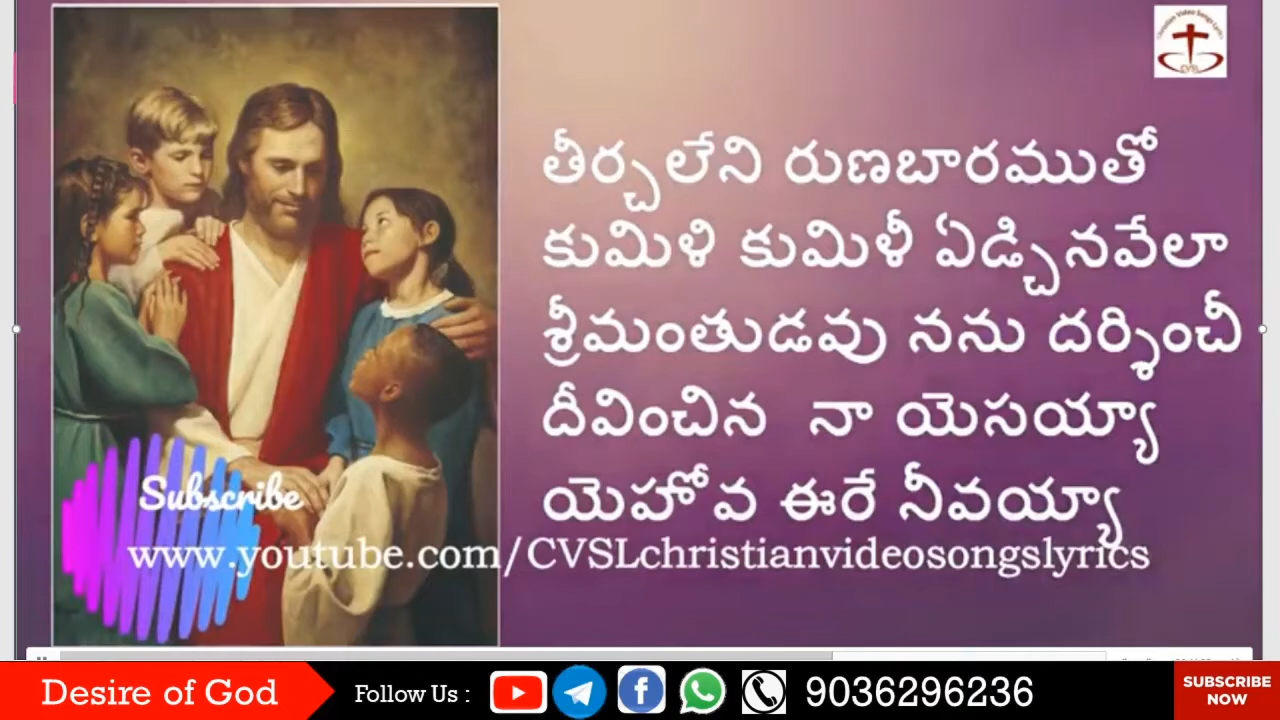 తీర్చలేని రుణబారముతో
కుమిళి కుమిళీ ఏడ్చినవేలా
శ్రీమంతుడవు నను దర్శించీ
దీవించిన నా యెసయ్యా
యెహోవ ఈరే నీవయ్యా
Subscribe
www.youtube.com/CVSLchristianvideosongslyrics
CVSL
Desire of God
Follow Us :
9036296236
SUBSCRIBE
NOW